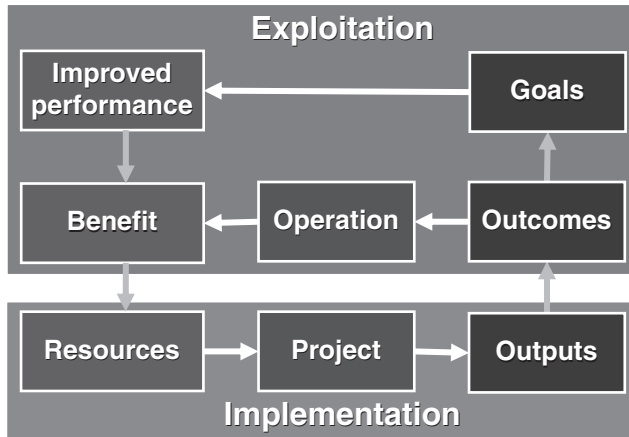 Exploitation
Improved
performance
Goals
Benefit
Operation
Outcomes
Resources
Project
Outputs
Implementation